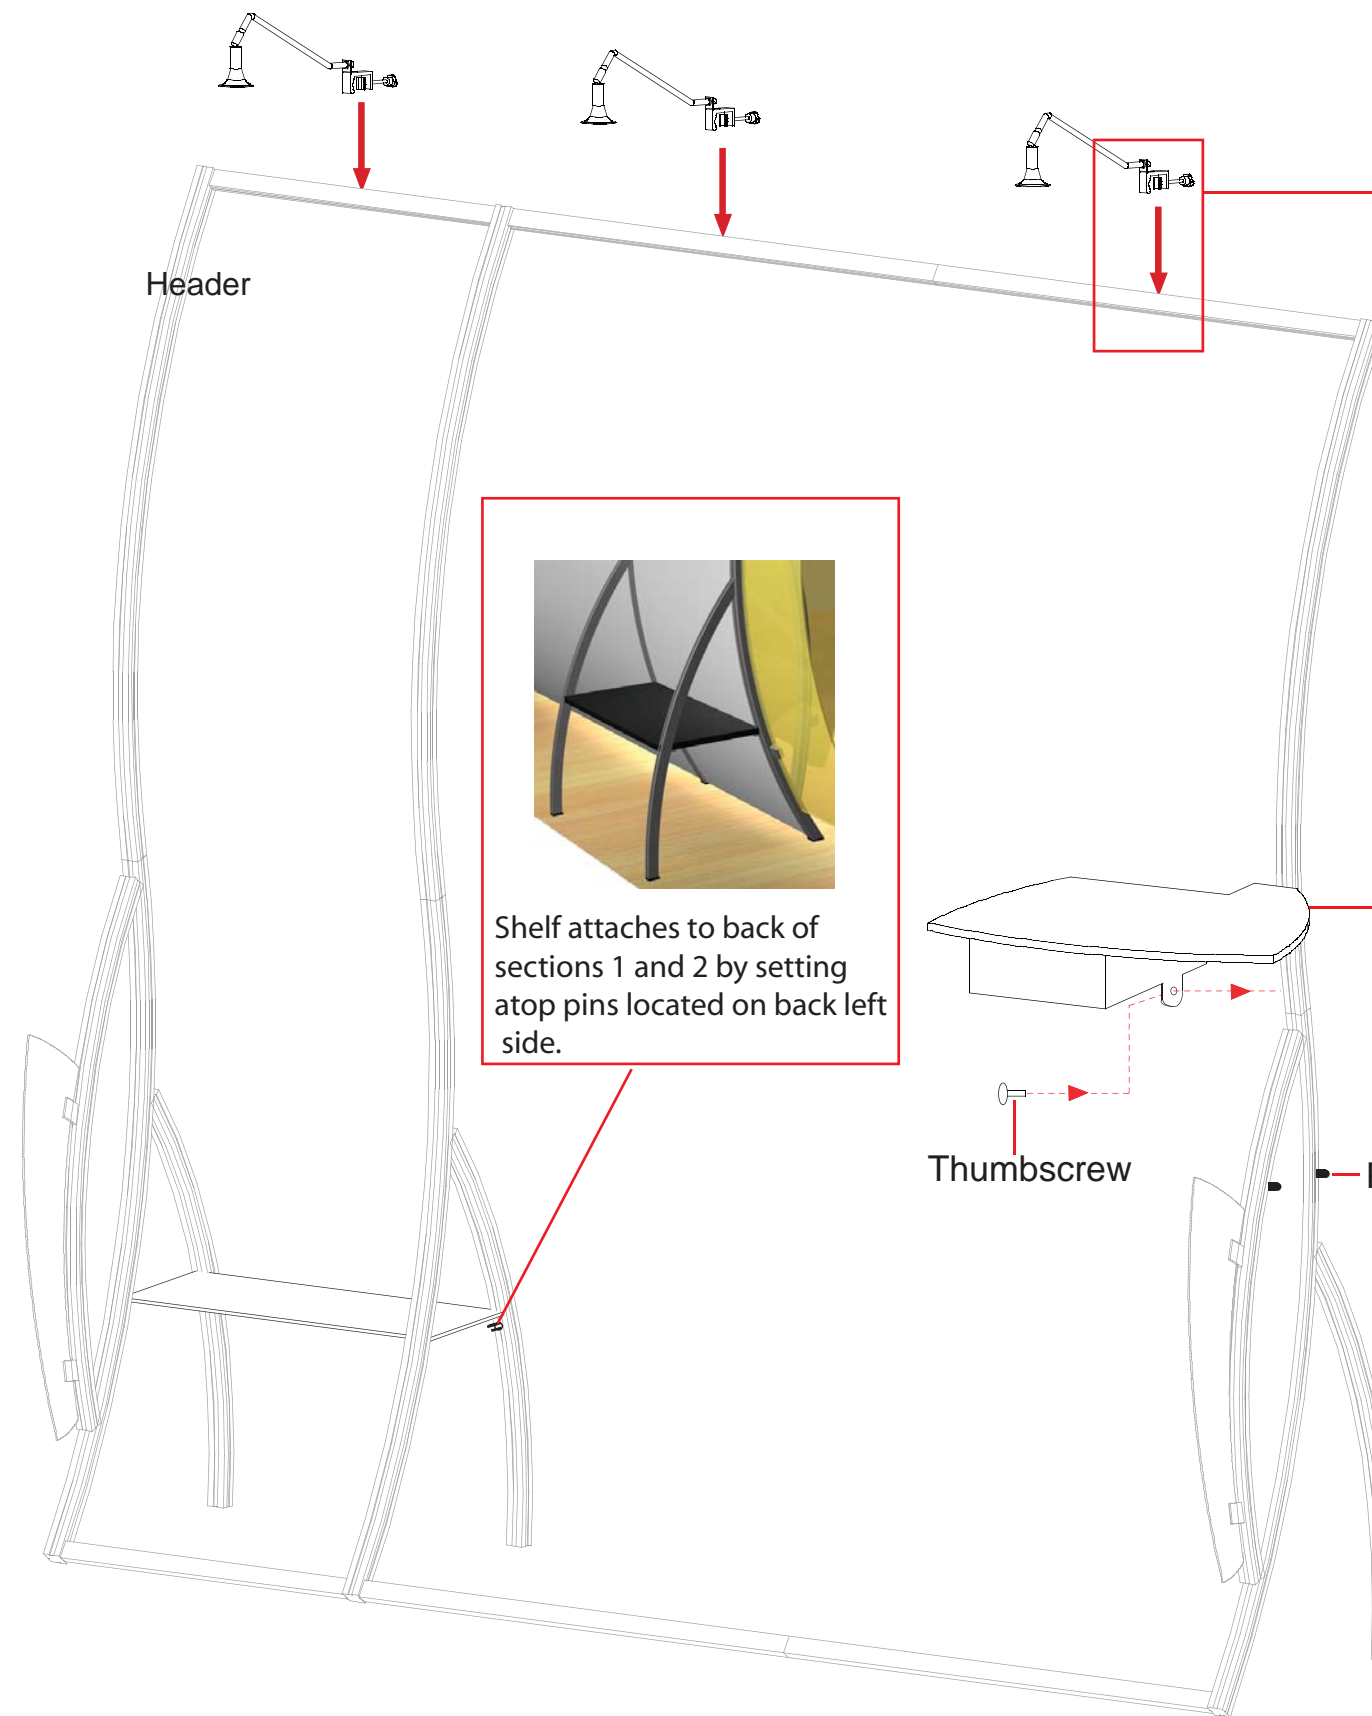 Header
Shelf attaches to back of
sections 1 and 2 by setting
atop pins located on back left
side.
Thumbscrew